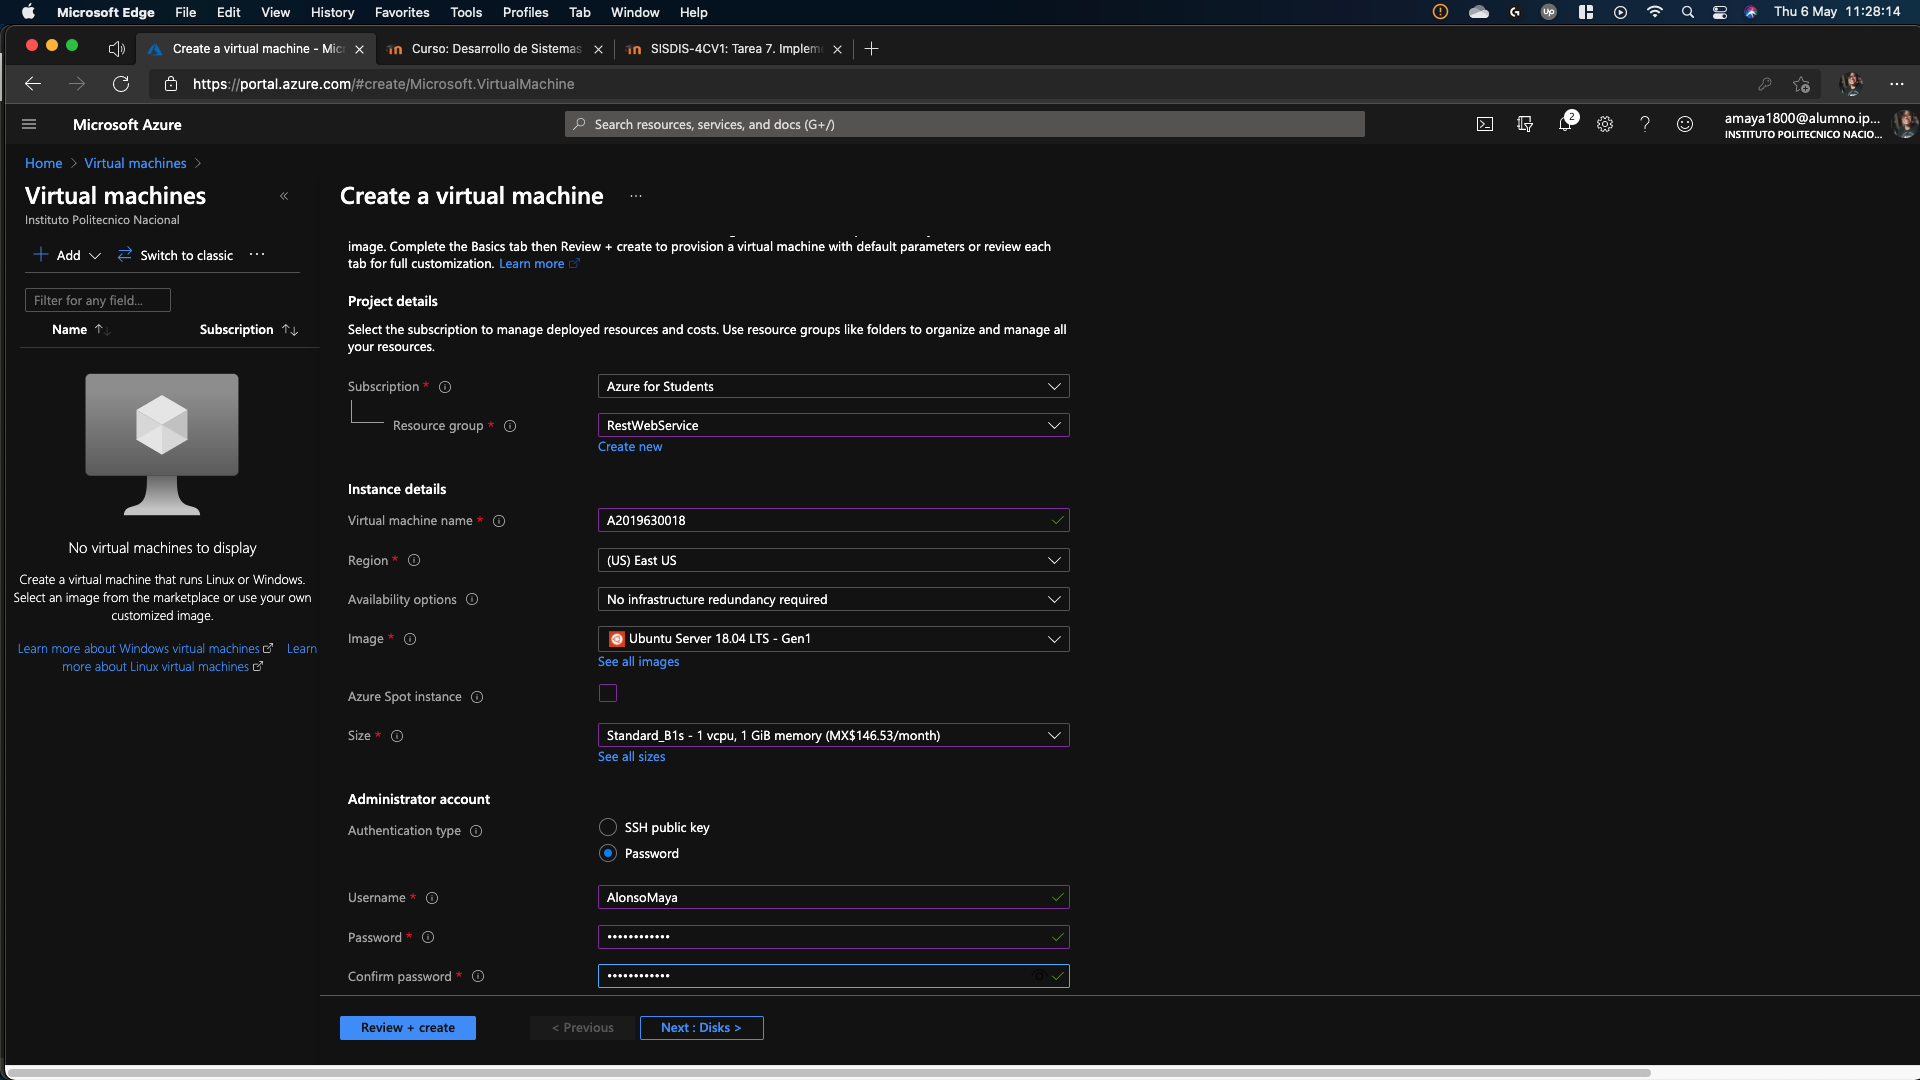 Microsoft Edge File Edit View History Favorites Tools Profiles Tab Window Help
UP
Thu 6 May 11:28:14
Create a virtual machine - Micr
Curso: Desarrollo de Sistemas
SISDIS-4CV1: Tarea 7. Implem
https://portal.azure.com/#create/Microsoft.VirtualMachine
Microsoft Azure
Search resources, services, and docs (G+/)
2
amaya1800@alumno.ip...
INSTITUTO POLITECNICO NACIO...
Home > Virtual machines >
Virtual machines
«
Instituto Politecnico Nacional
Add
Switch to classic
...
Filter for any field...
Name
Subscription
No virtual machines to display
Create a virtual machine that runs Linux or Windows.
Select an image from the marketplace or use your own
customized image.
Learn more about Windows virtual machines
Learn
more about Linux virtual machines
Create a virtual machine
...
image. Complete the Basics tab then Review + create to provision a virtual machine with default parameters or review each
tab for full customization. Learn more
Project details
Select the subscription to manage deployed resources and costs. Use resource groups like folders to organize and manage all
your resources.
Subscription *
Azure for Students
Resource group *
RestWebService
Create new
Instance details
Virtual machine name *
A2019630018
Region *
(US) East US
Availability options
No infrastructure redundancy required
Image *
Ubuntu Server 18.04 LTS - Gen1
See all images
Azure Spot instance
Size *
Standard_B1s - 1 vcpu, 1 GiB memory (MX$146.53/month)
See all sizes
Administrator account
Authentication type
SSH public key
Password
Username *
AlonsoMaya
Password *
••••••••••••
Confirm password *
••••••••••••
Review + create
< Previous
Next : Disks >